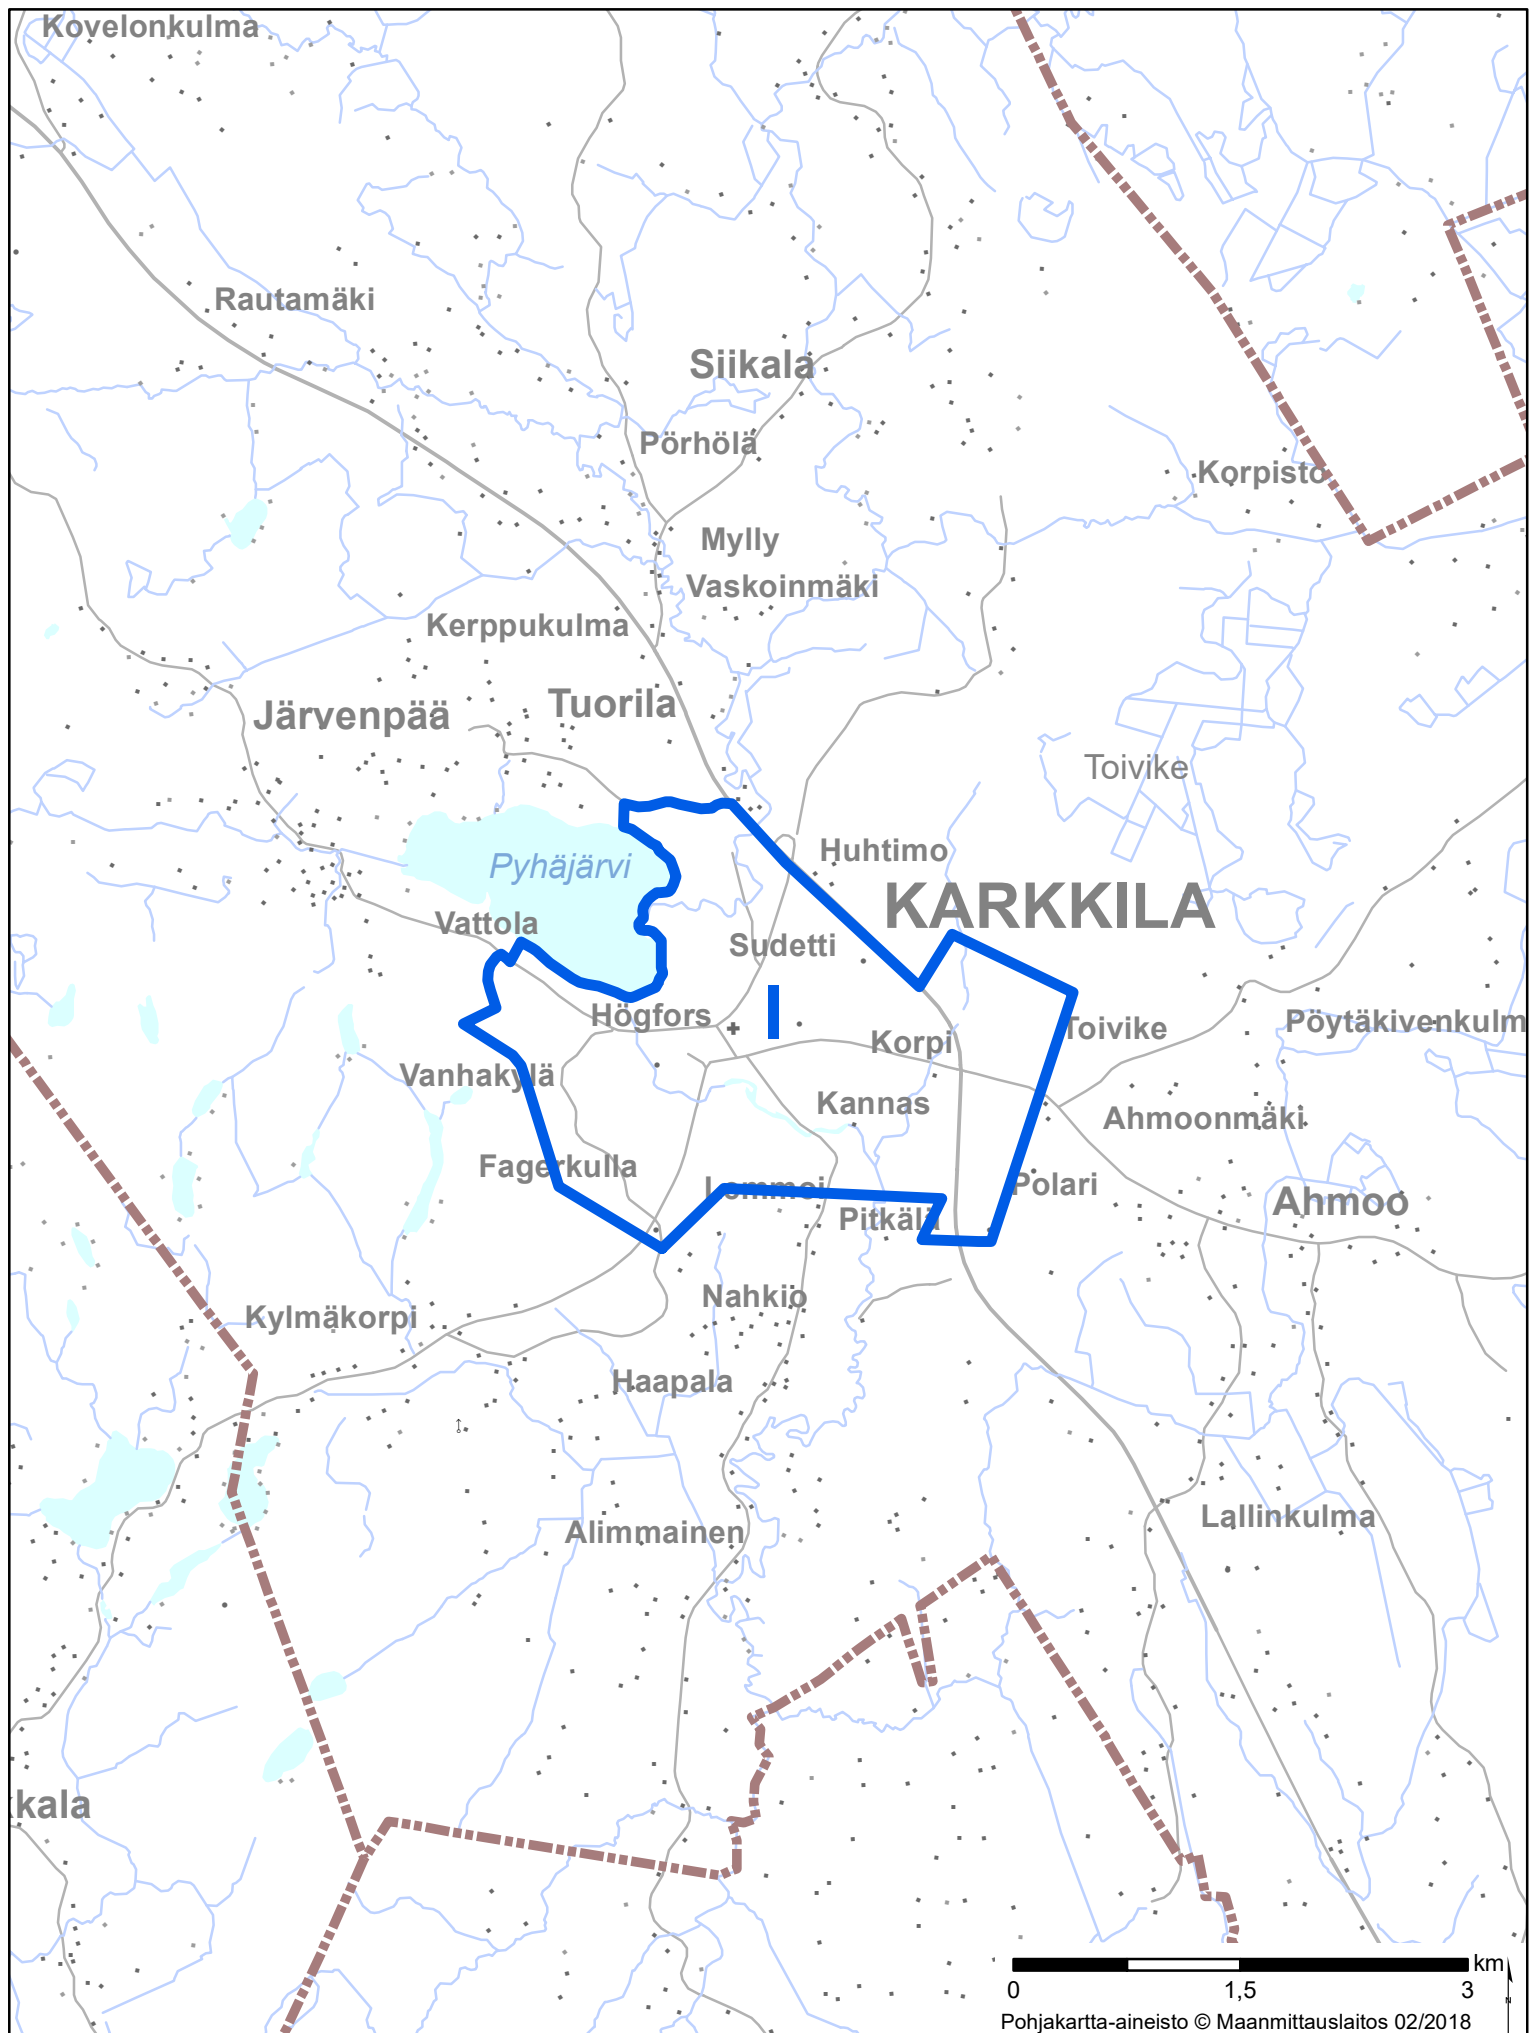 Kovelonkulma
Rautamäki
Siikala
Pörhölä
Korpisto
Mylly
Vaskoinmäki
Kerppukulma
Järvenpää
Tuorila
Toivike
Huhtimo
Pyhäjärvi
KARKKILA
Vattola
Sudetti
Högfors
Korpi
Toivike
Pöytäkivenkulm
Vanhakylä
Kannas
Ahmoonmäki
Fagerkulla
Lemmoi
Polari
Ahmoo
Pitkälä
Nahkio
Kylmäkorpi
Haapala
Lallinkulma
Alimmainen
kkala
I
km
0 1,5 3
Pohjakartta-aineisto © Maanmittauslaitos 02/2018
N